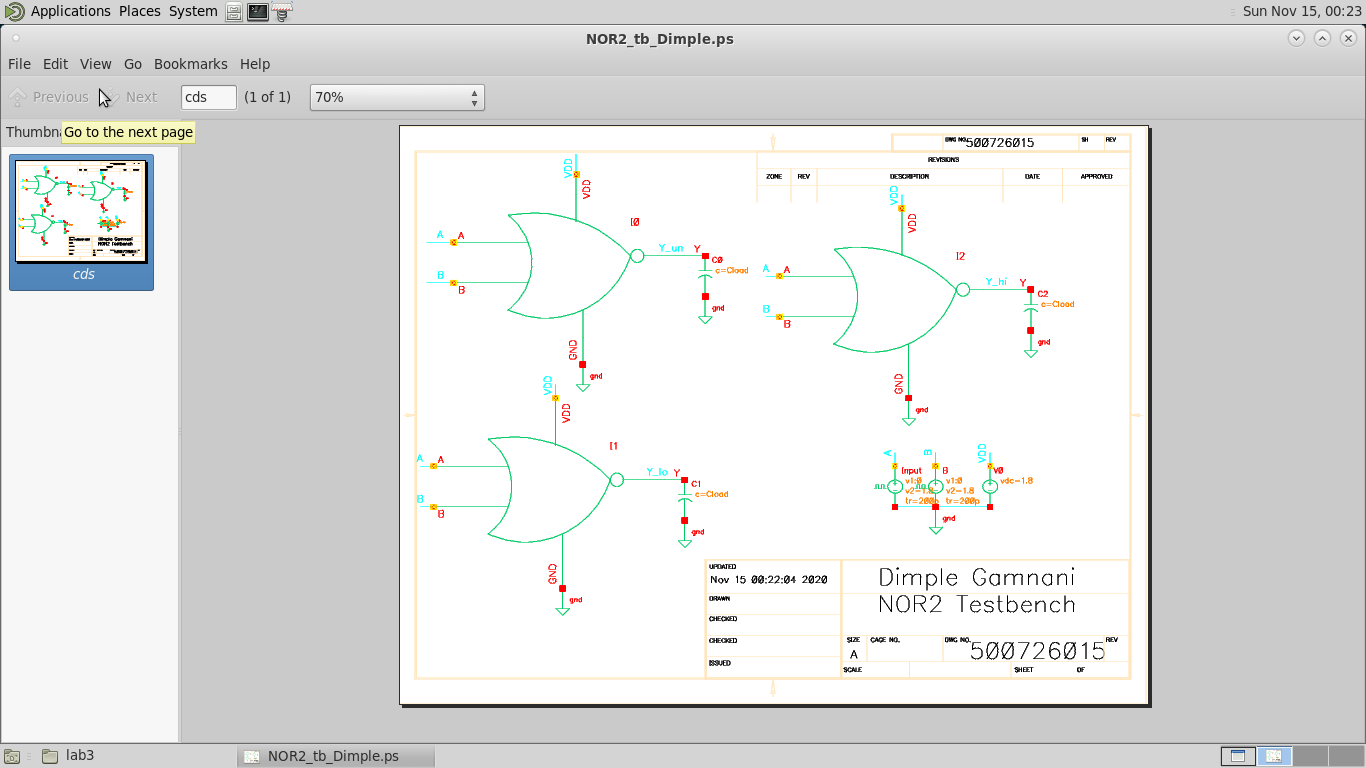 Applications Places System
Sun Nov 15, 00:23
NOR2_tb_Dimple.ps
File Edit View Go Bookmarks Help
Previous Next cds (1 of 1) 70%
Go to the next page
cds
DWG NO. 500726015 SH REV
REVISIONS
ZONE REV DESCRIPTION DATE APPROVED
VDD
VDD
I0
A A
B
B
Y_un Y
C0
c=Cload
gnd
GND
gnd
VDD
VDD
I2
A A
B
B
Y_hi Y
C2
c=Cload
gnd
GND
gnd
VDD
VDD
I1
A A
B
B
Y_lo Y
C1
c=Cload
gnd
GND
gnd
A B VDD
Input B V0
v1:0 v1:0 vdc=1.8
v2=1.8 v2=1.8
tr=200p tr=200p
gnd
UPDATED
Nov 15 00:22:04 2020
DRAWN
CHECKED
CHECKED
ISSUED
Dimple Gamnani
NOR2 Testbench
SIZE CAGE NO. DWG NO. REV
A 500726015
SCALE SHEET OF
lab3 NOR2_tb_Dimple.ps